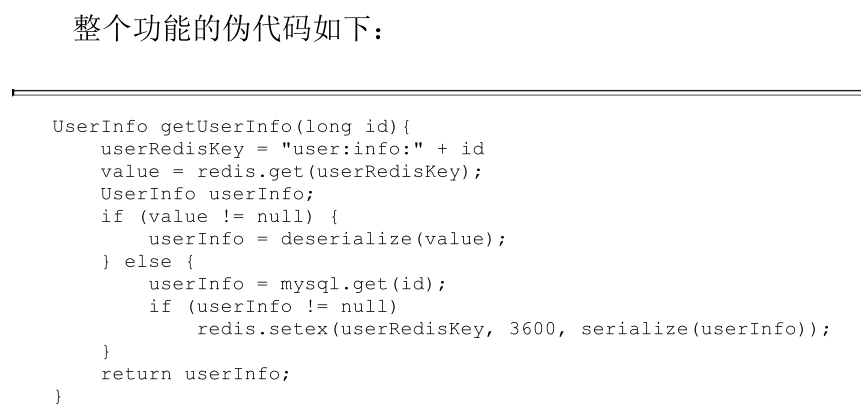 整个功能的伪代码如下：
UserInfo getUserInfo(long id){
    userRedisKey = "user:info:" + id
    value = redis.get(userRedisKey);
    UserInfo userInfo;
    if (value != null) {
        userInfo = deserialize(value);
    } else {
        userInfo = mysql.get(id);
        if (userInfo != null)
            redis.setex(userRedisKey, 3600, serialize(userInfo));
    }
    return userInfo;
}